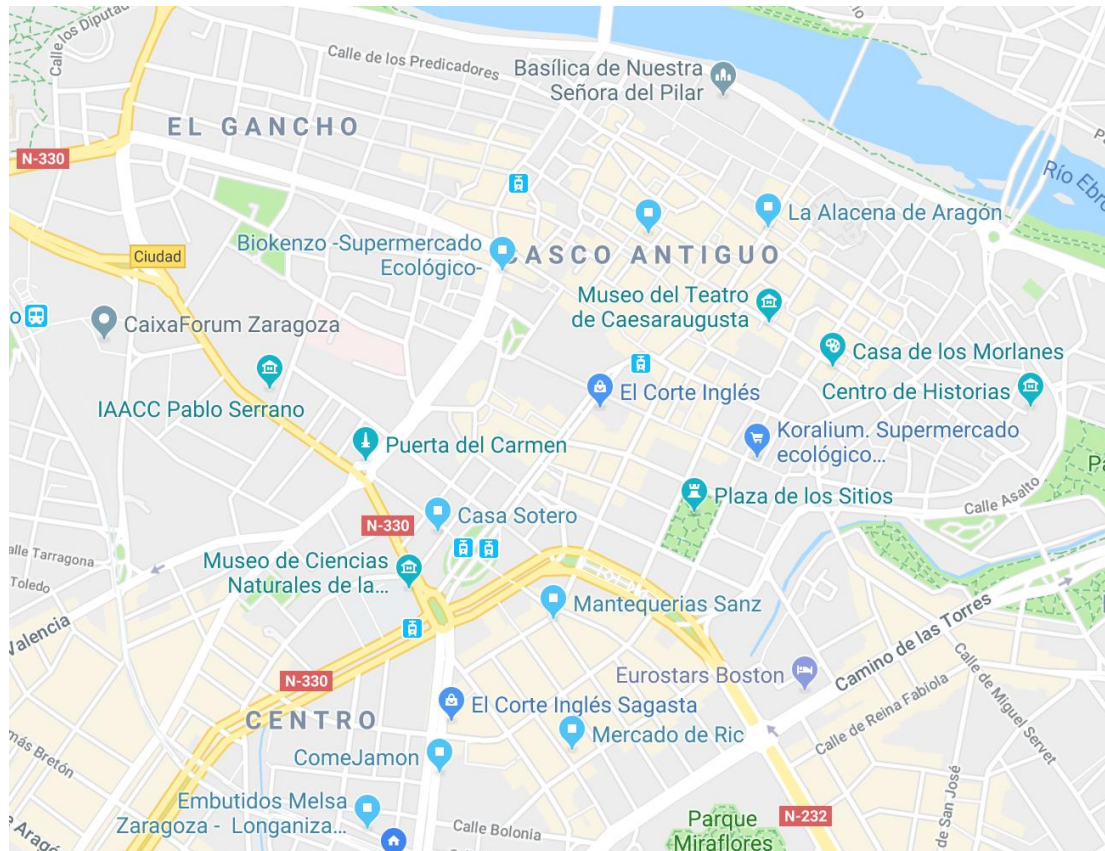 Calle los Diputad
Calle de los Predicadores
Basílica de Nuestra
Señora del Pilar
EL GANCHO
N-330
Río Ebro
La Alacena de Aragón
Biokenzo -Supermercado
Ecológico-
CASCO ANTIGUO
Ciudad
Museo del Teatro
de Caesaraugusta
o
CaixaForum Zaragoza
Casa de los Morlanes
El Corte Inglés
Centro de Historias
IAACC Pablo Serrano
Koralium. Supermercado
ecológico...
Puerta del Carmen
Pa
Plaza de los Sitios
Calle Asalto
N-330
Casa Sotero
alle Tarragona
Toledo
Museo de Ciencias
Naturales de la...
Mantequerias Sanz
Valencia
Camino de las Torres
Eurostars Boston
N-330
Calle de Reina Fabiola
Calle de Miguel Servet
CENTRO
El Corte Inglés Sagasta
Mercado de Ric
más Bretón
ComeJamon
Embutidos Melsa
Zaragoza - Longaniza...
de San José
e Aragó
Calle Bolonia
Parque
Miraflores
N-232